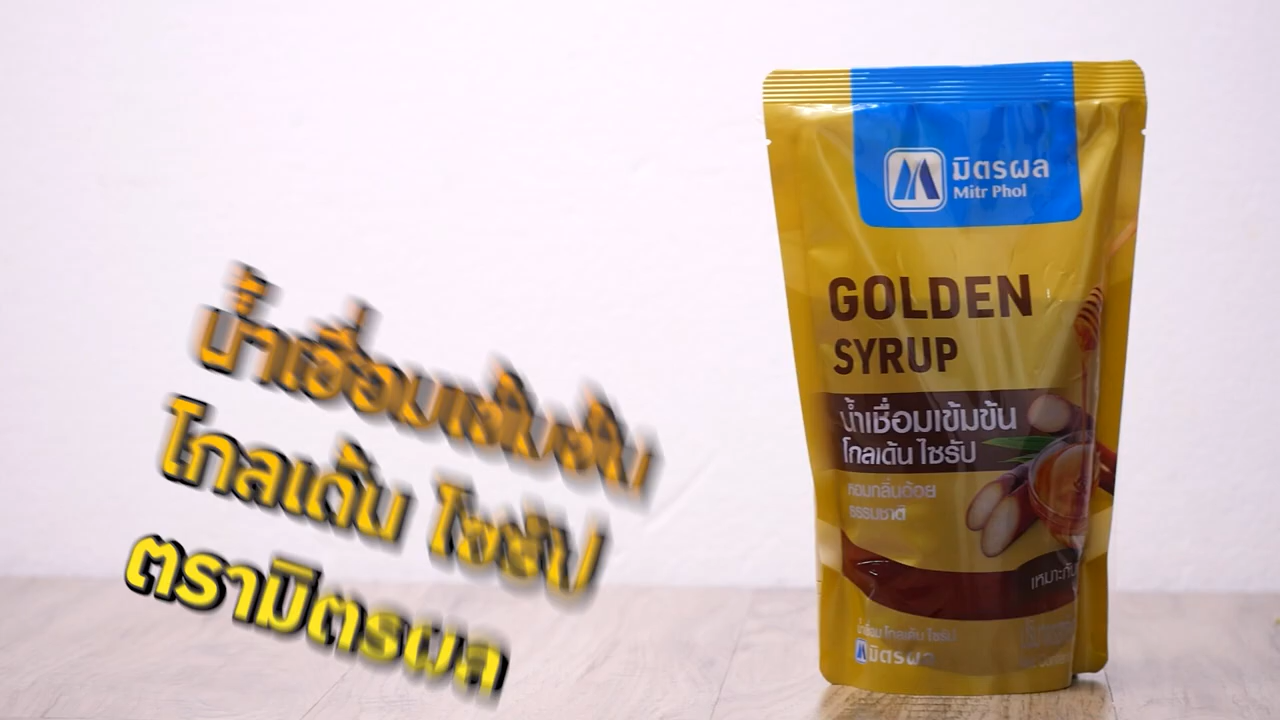 น้ำเชื่อมเข้มข้น
โกลเด้น ไซรัป
ตรามิตรผล
มิตรผล
Mitr Phol
GOLDEN
SYRUP
น้ำเชื่อมเข้มข้น
โกลเด้น ไซรัป
หอมกลิ่นอ้อย
ธรรมชาติ
เหมาะกับ
น้ำเชื่อม โกลเด้น ไซรัป
มิตรผล